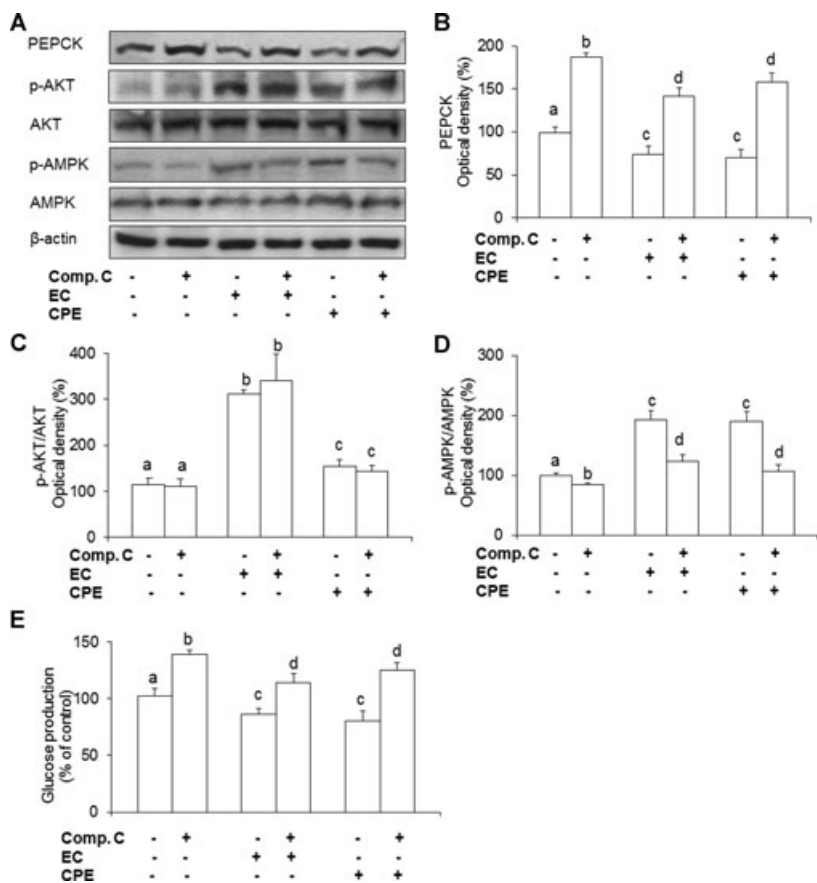 A
PEPCK
p-AKT
AKT
p-AMPK
AMPK
β-actin
Comp. C - + - + - +
EC - - + + - -
CPE - - - - + +
B
PEPCK
Optical density (%)
200
150
100
50
0
a b c d c d
Comp. C - + - + - +
EC - - + + - -
CPE - - - - + +
C
p-AKT/AKT
Optical density (%)
400
300
200
100
0
a a b b c c
Comp. C - + - + - +
EC - - + + - -
CPE - - - - + +
D
p-AMPK/AMPK
Optical density (%)
300
200
100
0
a b c d c d
Comp. C - + - + - +
EC - - + + - -
CPE - - - - + +
E
Glucose production
(% of control)
150
100
50
0
a b c d c d
Comp. C - + - + - +
EC - - + + - -
CPE - - - - + +